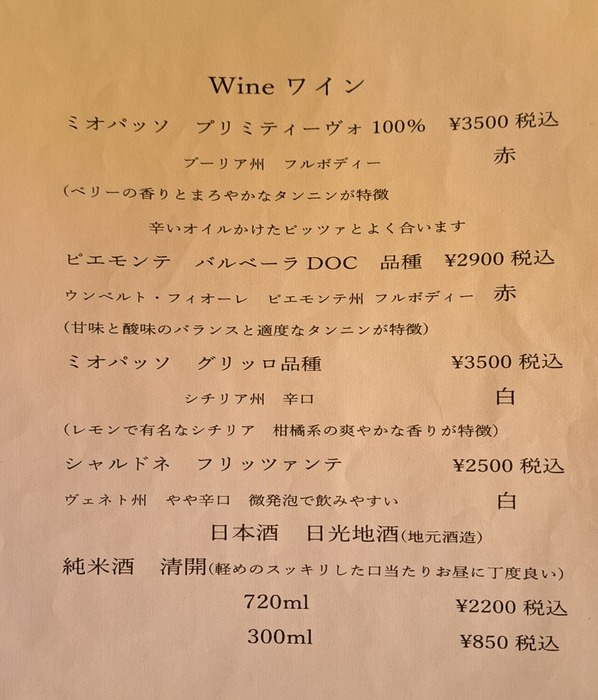 Wine ワイン
ミオパッソ プリミティーヴォ 100% ¥3500 税込
プーリア州 フルボディー 赤
(ベリーの香りとまろやかなタンニンが特徴
辛いオイルかけたピッツァとよく合います
ピエモンテ バルベーラ DOC 品種 ¥2900 税込
ウンベルト・フィオーレ ピエモンテ州 フルボディー 赤
(甘味と酸味のバランスと適度なタンニンが特徴)
ミオパッソ グリッロ品種 ¥3500 税込
シチリア州 辛口 白
(レモンで有名なシチリア 柑橘系の爽やかな香りが特徴)
シャルドネ フリッツァンテ ¥2500 税込
ヴェネト州 やや辛口 微発泡で飲みやすい 白
日本酒 日光地酒(地元酒造)
純米酒 清開(軽めのスッキリした口当たりお昼に丁度良い)
720ml ¥2200 税込
300ml ¥850 税込